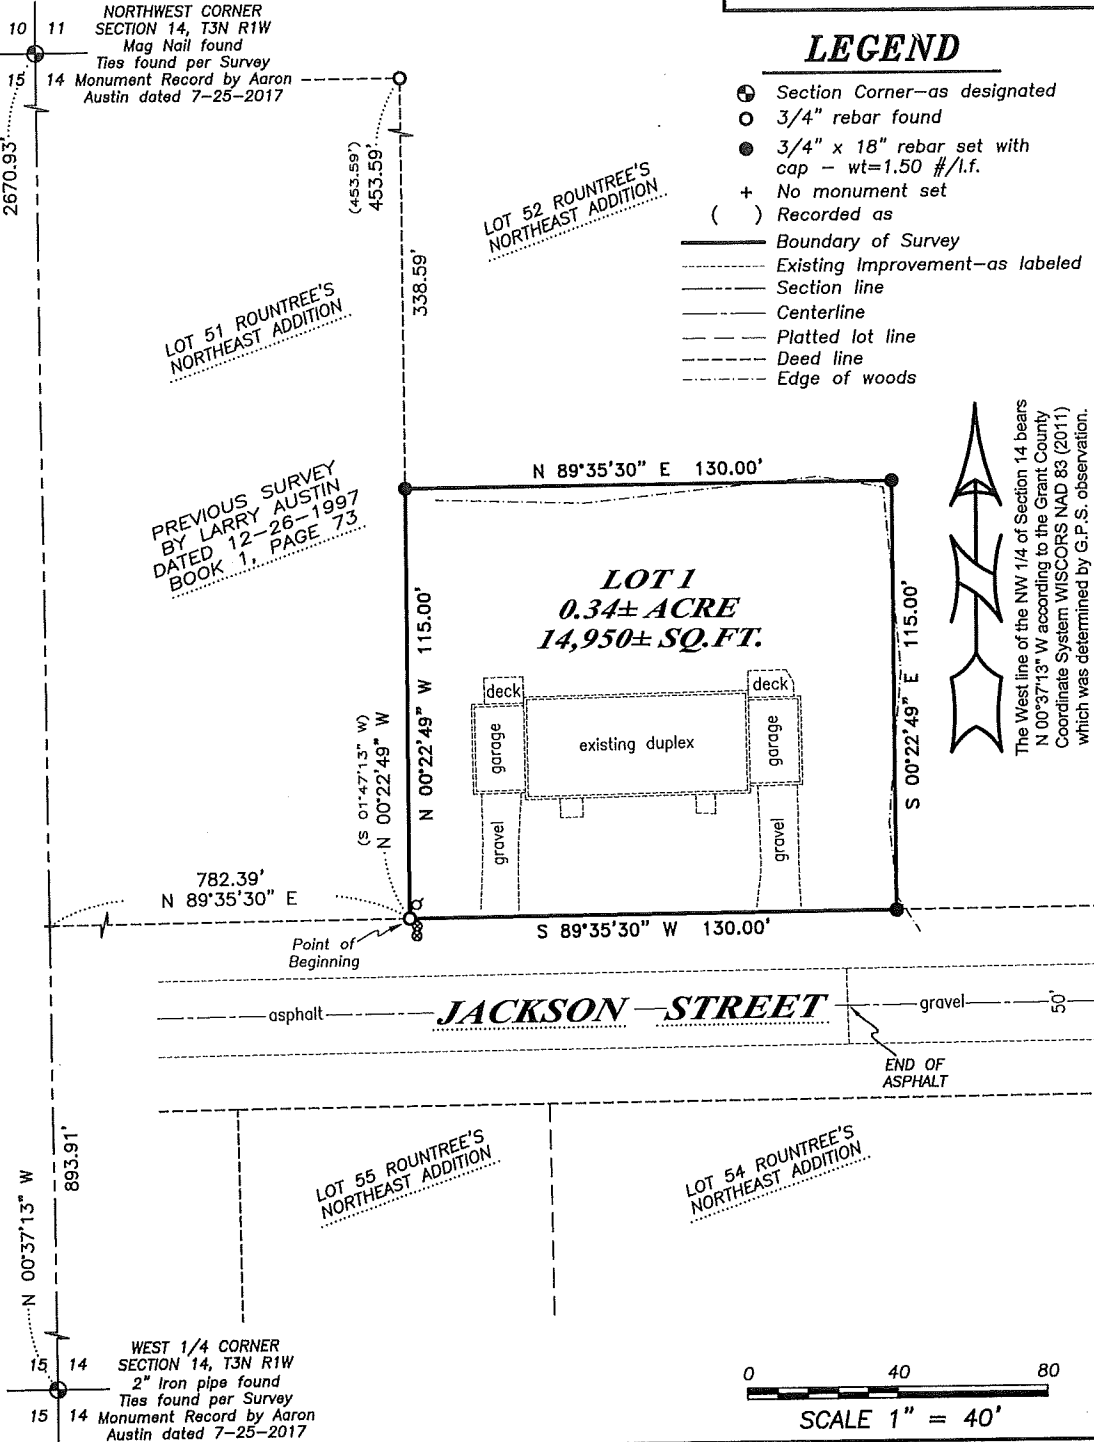 NORTHWEST CORNER
SECTION 14, T3N R1W
Mag Nail found
Ties found per Survey
Monument Record by Aaron
Austin dated 7-25-2017
10 11
15 14
2670.93'
(453.59')
453.59'
338.59'
LOT 52 ROUNTREE'S
NORTHEAST ADDITION
LOT 51 ROUNTREE'S
NORTHEAST ADDITION
LEGEND
Section Corner-as designated
3/4" rebar found
3/4" x 18" rebar set with
cap - wt=1.50 #/l.f.
+ No monument set
( ) Recorded as
Boundary of Survey
Existing Improvement-as labeled
Section line
Centerline
Platted lot line
Deed line
Edge of woods
The West line of the NW 1/4 of Section 14 bears
N 00°37'13" W according to the Grant County
Coordinate System WISCORS NAD 83 (2011)
which was determined by G.P.S. observation.
PREVIOUS SURVEY
BY LARRY AUSTIN
DATED 12-26-1997
BOOK 1, PAGE 73
N 89°35'30" E 130.00'
LOT 1
0.34± ACRE
14,950± SQ.FT.
N 00°22'49" W 115.00'
S 00°22'49" E 115.00'
(S 01°47'13" W)
N 00°22'49" W
deck
deck
garage
existing duplex
garage
gravel
gravel
782.39'
N 89°35'30" E
S 89°35'30" W 130.00'
Point of
Beginning
asphalt
JACKSON STREET
gravel
50'
END OF
ASPHALT
LOT 55 ROUNTREE'S
NORTHEAST ADDITION
LOT 54 ROUNTREE'S
NORTHEAST ADDITION
893.91'
N 00°37'13" W
WEST 1/4 CORNER
SECTION 14, T3N R1W
2" Iron pipe found
Ties found per Survey
Monument Record by Aaron
Austin dated 7-25-2017
15 14
15 14
0 40 80
SCALE 1" = 40'